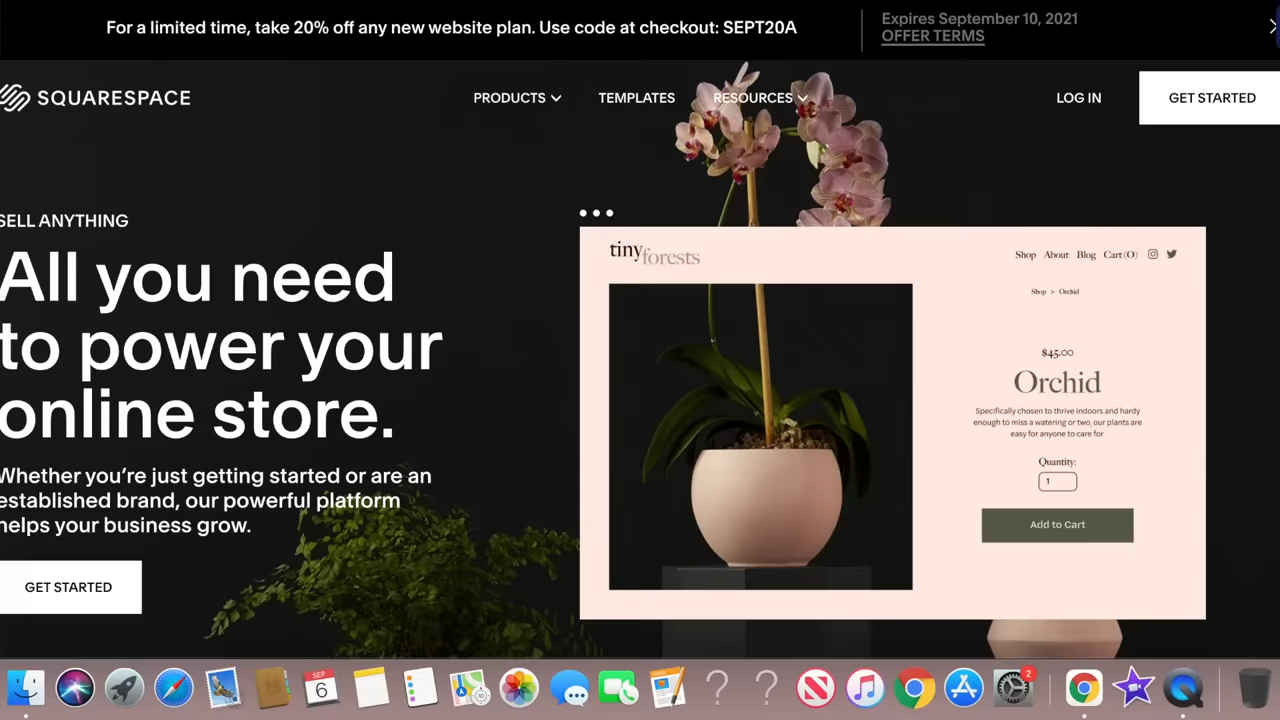 For a limited time, take 20% off any new website plan. Use code at checkout: SEPT20A
Expires September 10, 2021
OFFER TERMS
SQUARESPACE
PRODUCTS
TEMPLATES
RESOURCES
LOG IN
GET STARTED
SELL ANYTHING
All you need
to power your
online store.
Whether you're just getting started or are an
established brand, our powerful platform
helps your business grow.
GET STARTED
tinyforests
Shop About Blog Cart(0)
Shop > Orchid
$45.00
Orchid
Specifically chosen to thrive indoors and hardy
enough to miss a watering or two, our plants are
easy for anyone to care for.
Quantity:
1
Add to Cart
SEP
6
2